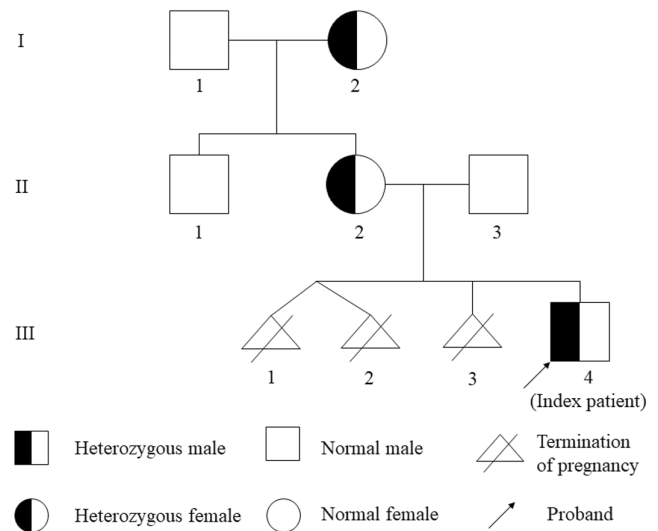 I
1
2
II
1
2
3
III
1
2
3
4
(Index patient)
Heterozygous male
Normal male
Termination
of pregnancy
Heterozygous female
Normal female
Proband